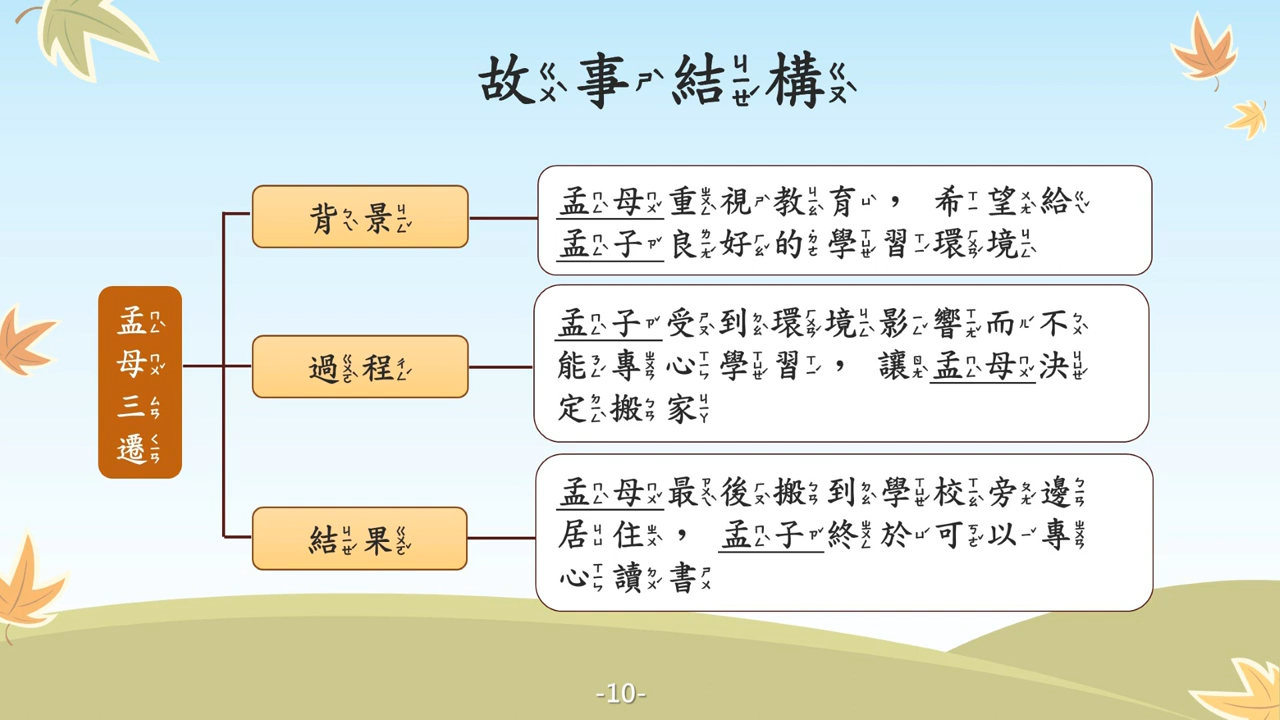 故事結構
孟母三遷
背景
孟母重視教育，希望給
孟子良好的學習環境
過程
孟子受到環境影響而不
能專心學習，讓孟母決
定搬家
結果
孟母最後搬到學校旁邊
居住，孟子終於可以專
心讀書
-10-